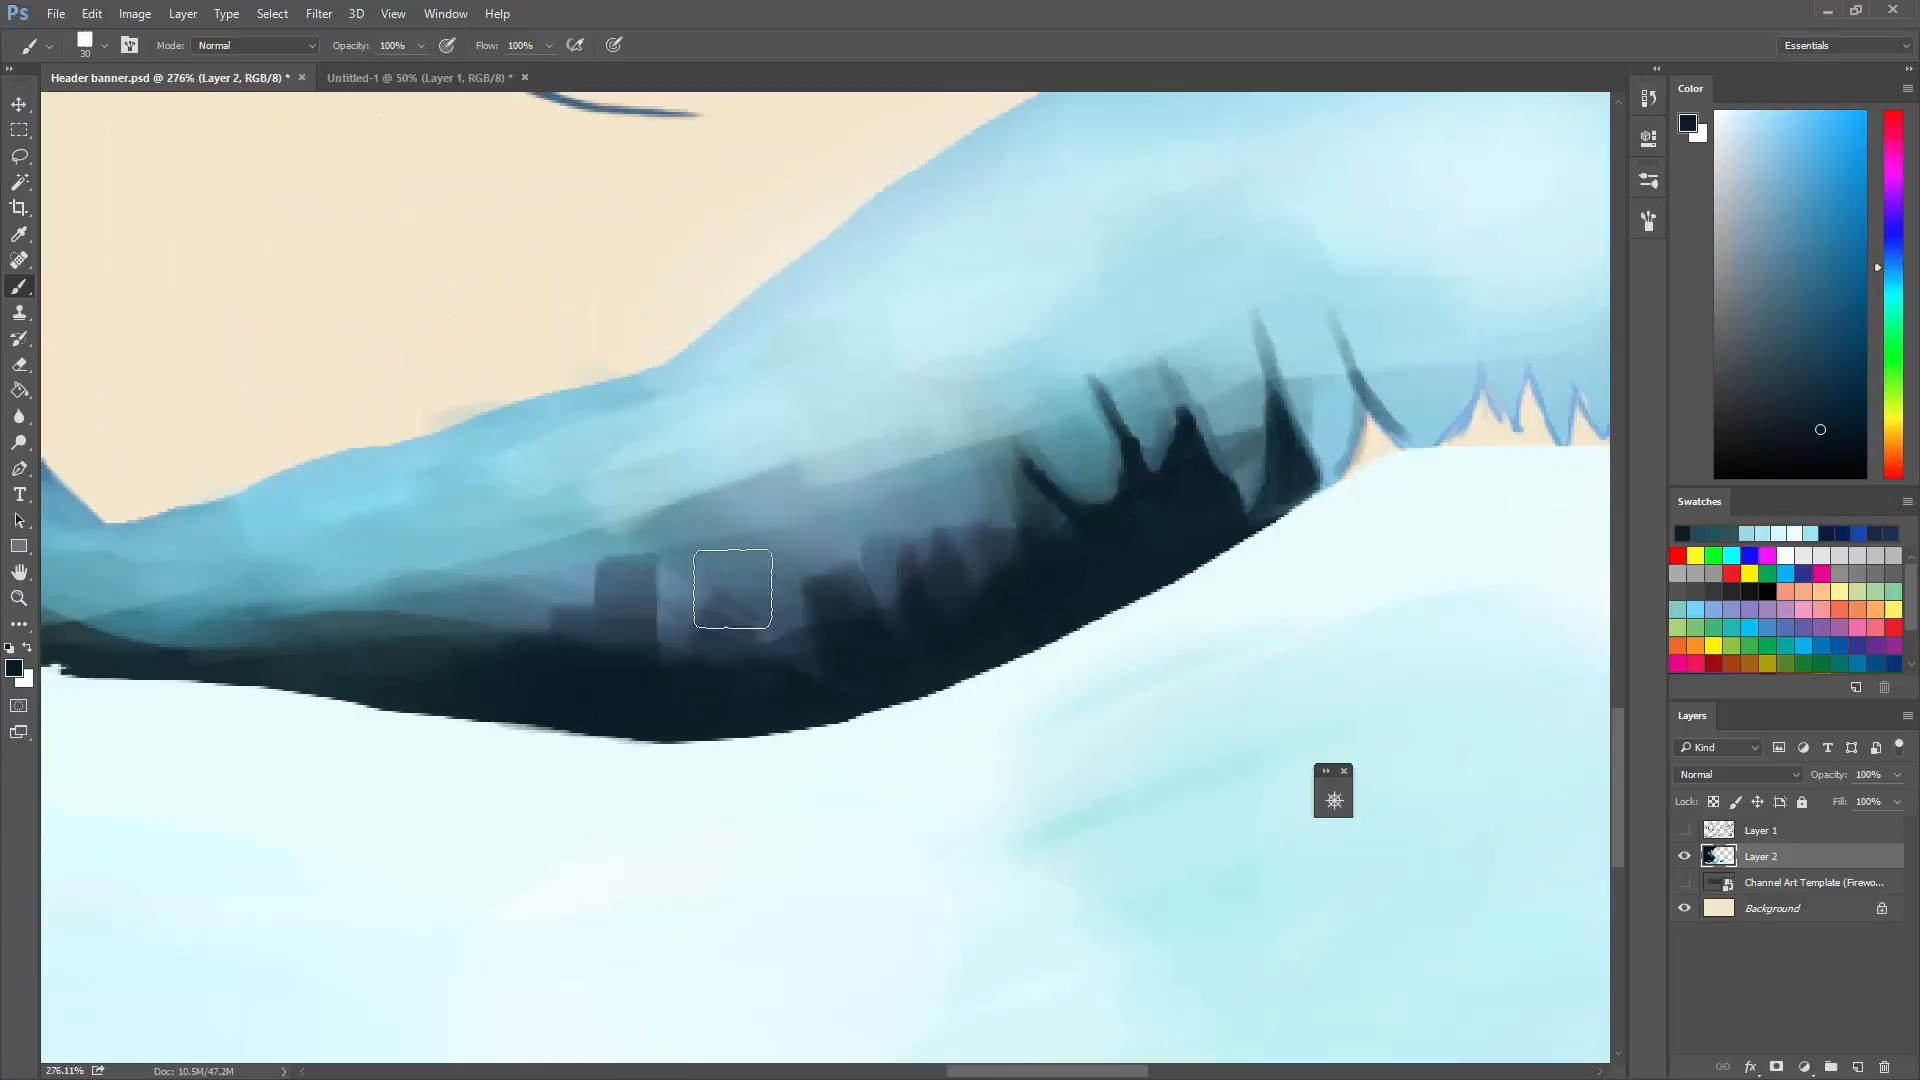 Ps File Edit Image Layer Type Select Filter 3D View Window Help
30 Mode: Normal Opacity: 100% Flow: 100% Essentials
Header banner.psd @ 276% (Layer 2, RGB/8) * × Untitled-1 @ 50% (Layer 1, RGB/8) * ×
Color
Swatches
Layers
Kind
Normal Opacity: 100%
Lock: Fill: 100%
Layer 1
Layer 2
Channel Art Template (Firewo...
Background
276.11% Doc: 10.5M/47.2M
fx